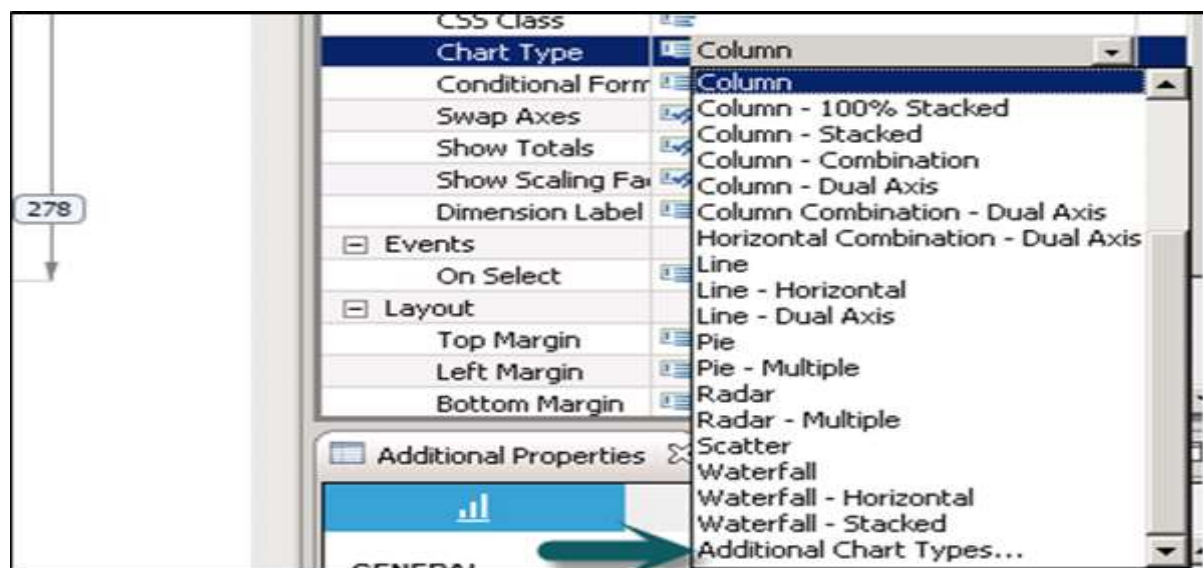 CSS Class
Chart Type Column
Conditional Form Column
Column - 100% Stacked
Swap Axes
Column - Stacked
Show Totals
Column - Combination
Show Scaling Fa
Column - Dual Axis
278
Dimension Label Column Combination - Dual Axis
Events
Horizontal Combination - Dual Axis
Line
On Select
Line - Horizontal
Layout
Line - Dual Axis
Top Margin
Pie
Left Margin
Pie - Multiple
Radar
Bottom Margin
Radar - Multiple
Additional Properties
Scatter
Waterfall
Waterfall - Horizontal
Waterfall - Stacked
Additional Chart Types...
GENERAL